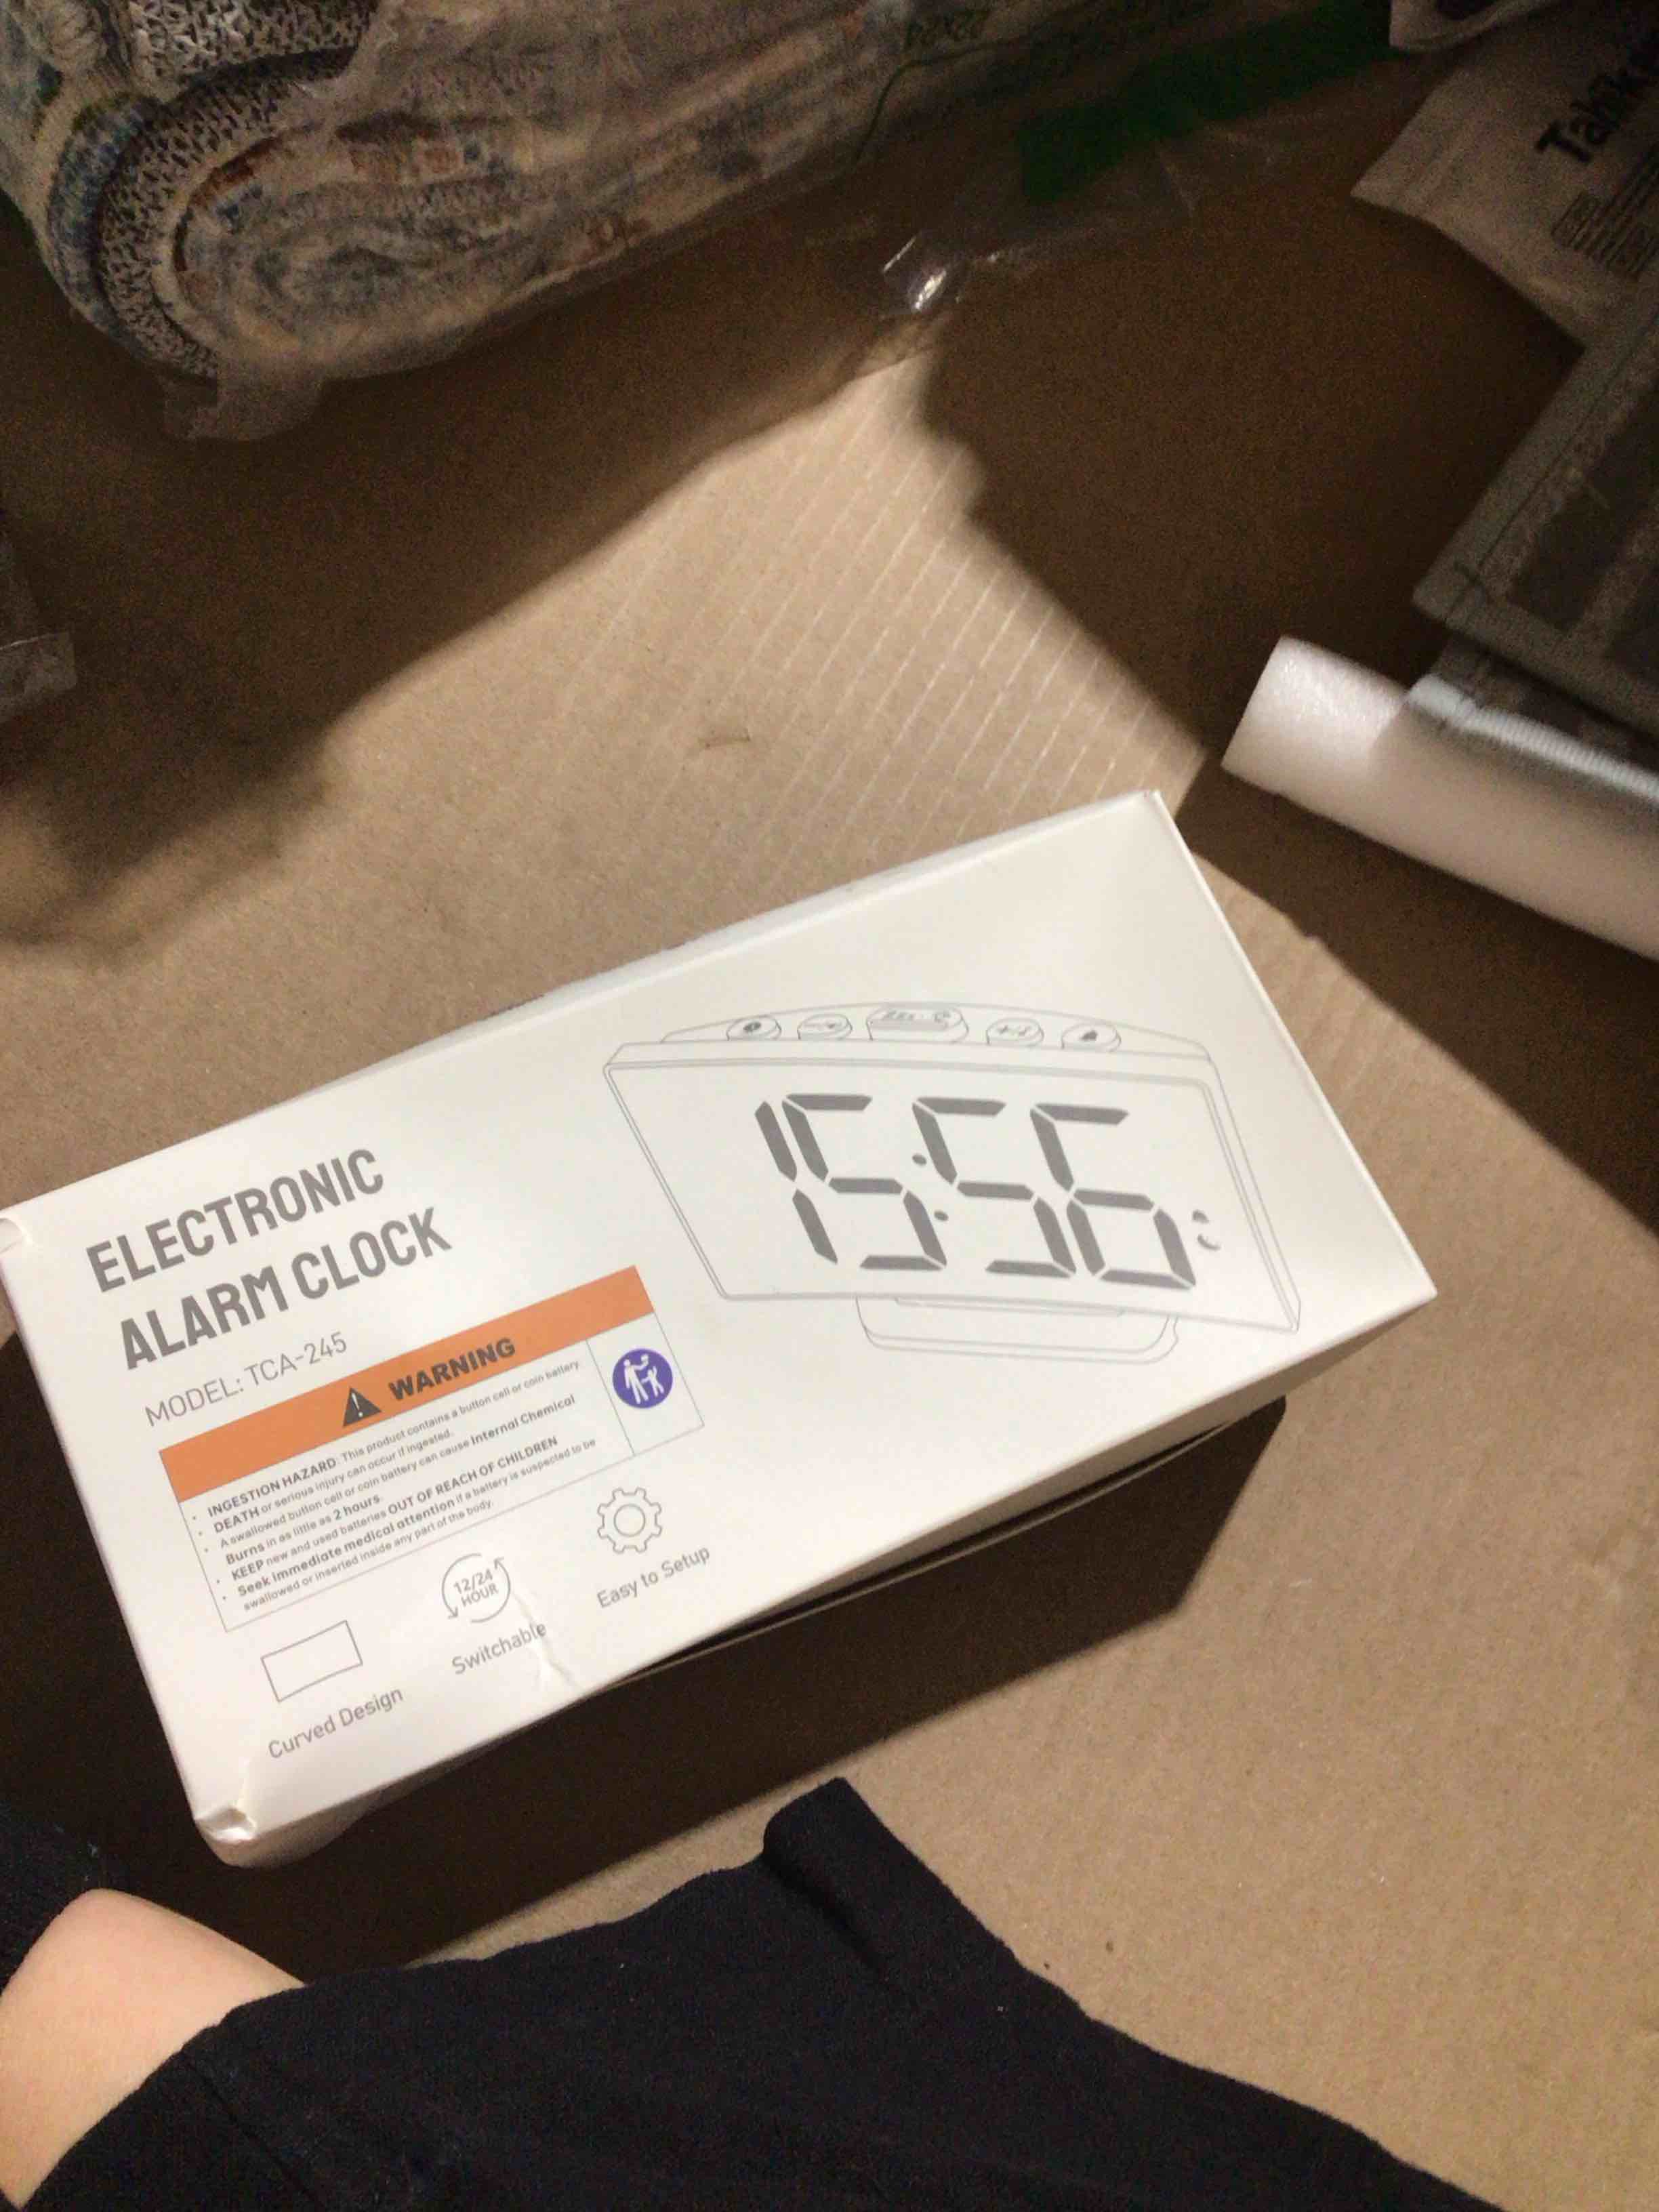 22X24
ELECTRONIC
ALARM CLOCK
MODEL: TCA-245
WARNING
• INGESTION HAZARD: This product contains a button cell or coin battery.
• DEATH or serious injury can occur if ingested.
• A swallowed button cell or coin battery can cause Internal Chemical
Burns in as little as 2 hours.
• KEEP new and used batteries OUT OF REACH OF CHILDREN
• Seek immediate medical attention if a battery is suspected to be
swallowed or inserted inside any part of the body.
15:56
12/24
HOUR
Curved Design
Switchable
Easy to Setup